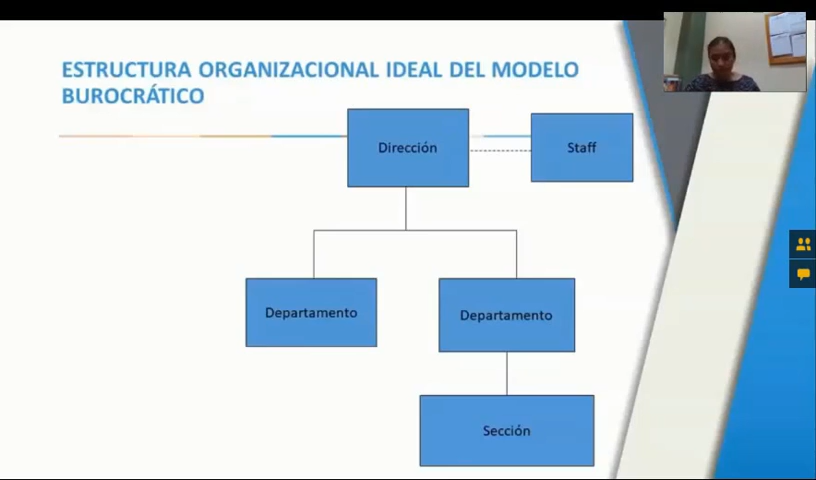 ESTRUCTURA ORGANIZACIONAL IDEAL DEL MODELO
BUROCRÁTICO
Dirección
Staff
Departamento
Departamento
Sección